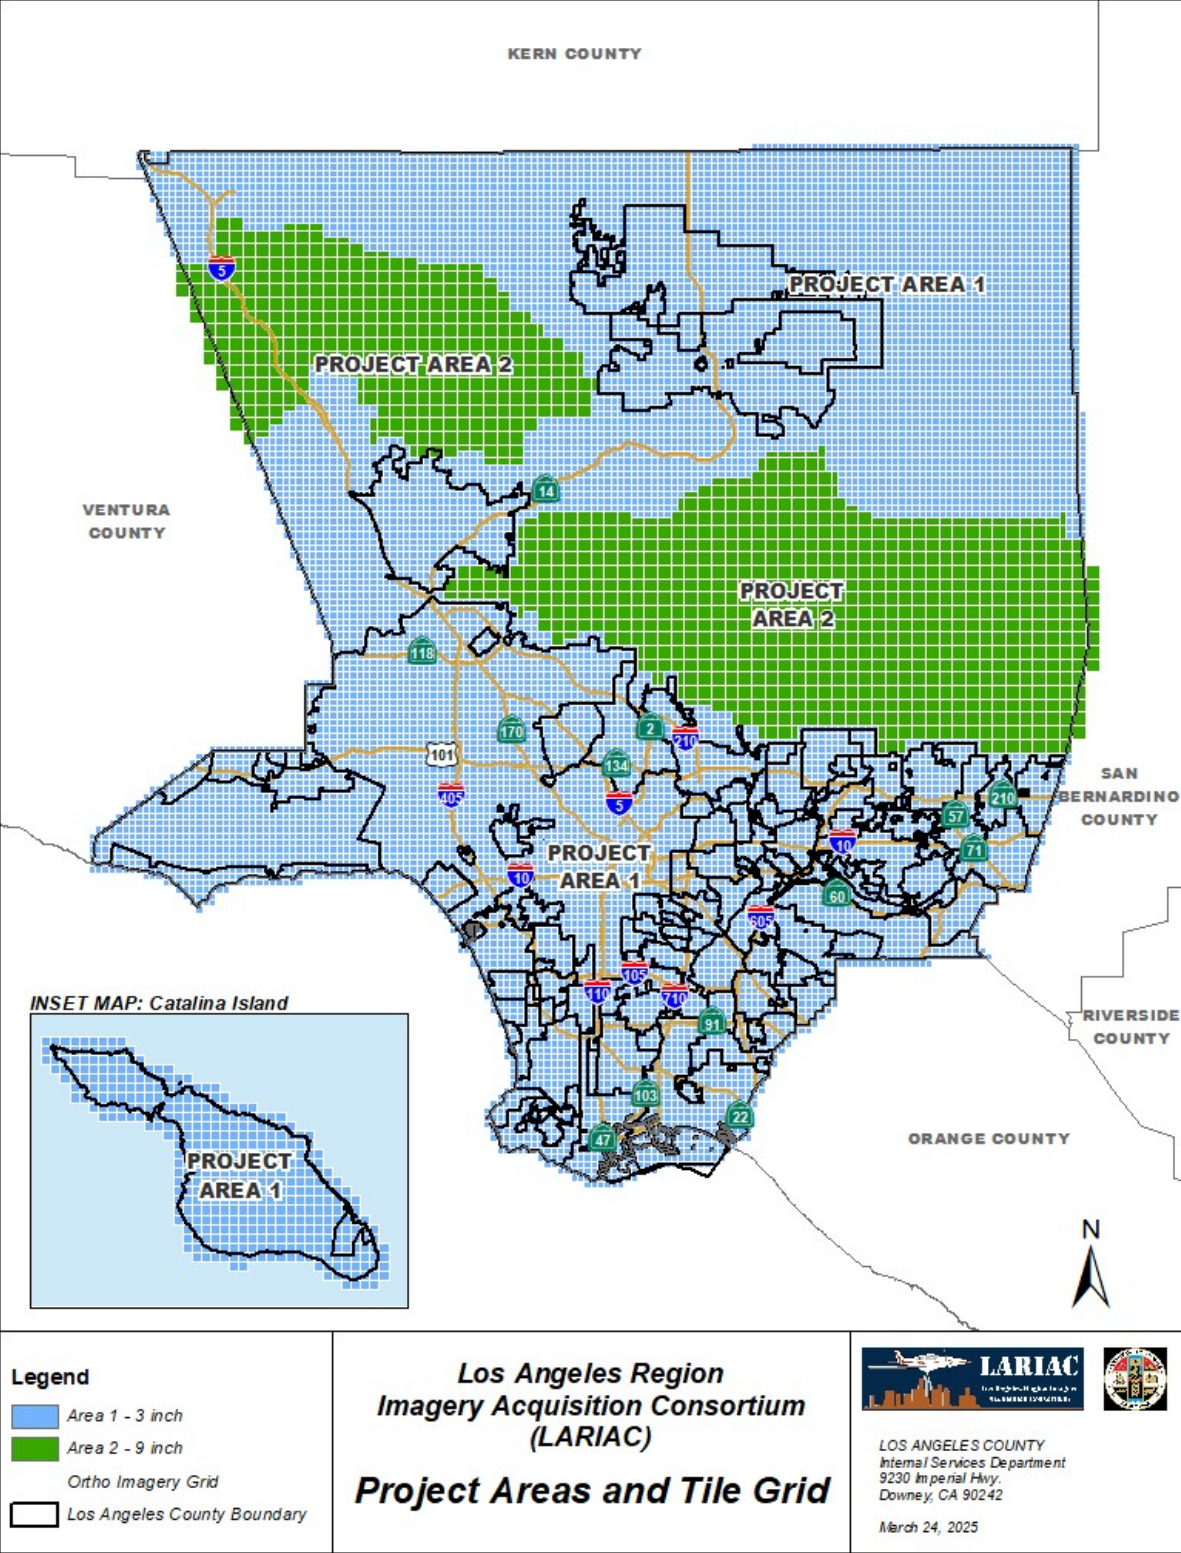 KERN COUNTY
5
PROJECT AREA 1
PROJECT AREA 2
14
VENTURA
COUNTY
PROJECT
AREA 2
118
170
2
210
101
134
405
5
SAN
BERNARDINO
COUNTY
210
57
10
71
PROJECT
AREA 1
10
60
605
105
110
710
91
INSET MAP: Catalina Island
RIVERSIDE
COUNTY
103
22
47
ORANGE COUNTY
PROJECT
AREA 1
N
Legend
Area 1 - 3 inch
Area 2 - 9 inch
Ortho Imagery Grid
Los Angeles County Boundary
Los Angeles Region
Imagery Acquisition Consortium
(LARIAC)
Project Areas and Tile Grid
LARIAC
LOS ANGELES COUNTY
Internal Services Department
9230 Imperial Hwy.
Downey, CA 90242
March 24, 2025